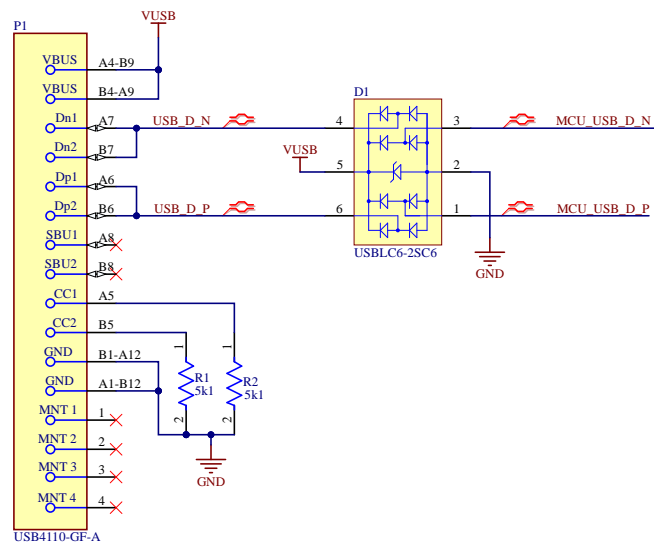 P1
VUSB
VBUS A4-B9
VBUS B4-A9
Dn1 A7
Dn2 B7
Dp1 A6
Dp2 B6
SBU1 A8
SBU2 B8
CC1 A5
CC2 B5
GND B1-A12
GND A1-B12
MNT 1 1
MNT 2 2
MNT 3 3
MNT 4 4
USB4110-GF-A
USB_D_N
USB_D_P
VUSB
D1
4 3
5 2
6 1
USBLC6-2SC6
MCU_USB_D_N
MCU_USB_D_P
GND
1 1
R1 R2
5k1 5k1
2 2
GND